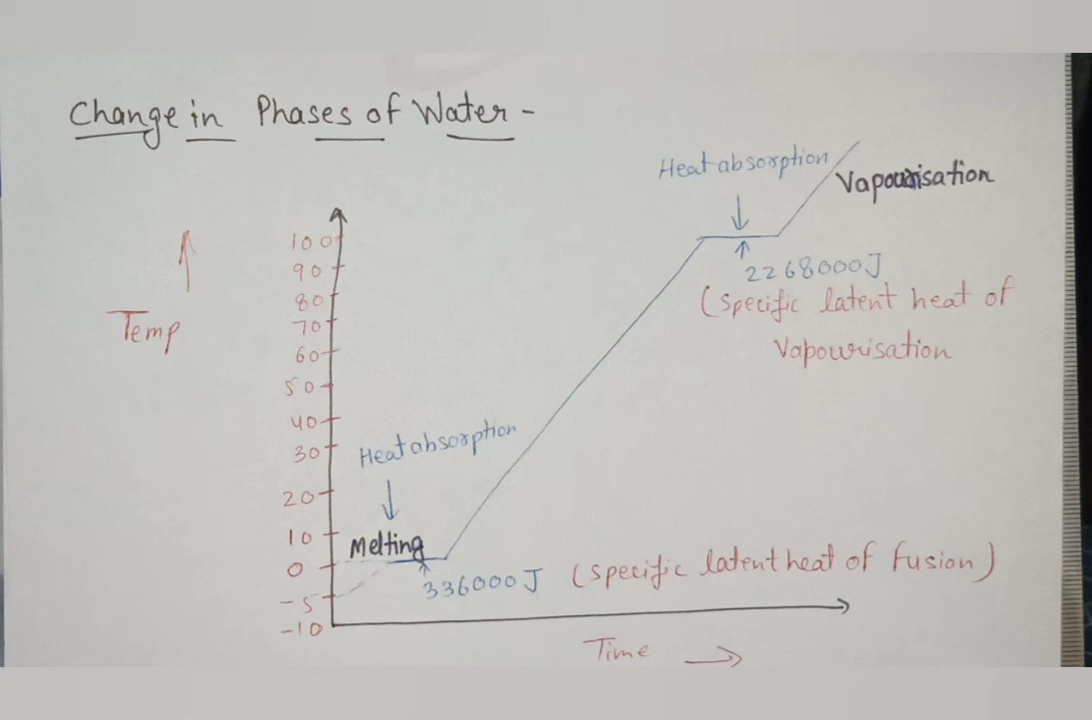 Change in Phases of Water -
Heat absorption
Vapourisation
100
90
2268000J
80
(Specific latent heat of
70
Temp
60
Vapourisation
50
40
Heat absorption
30
20
10
Melting
0
336000J (Specific latent heat of fusion)
-5
-10
Time